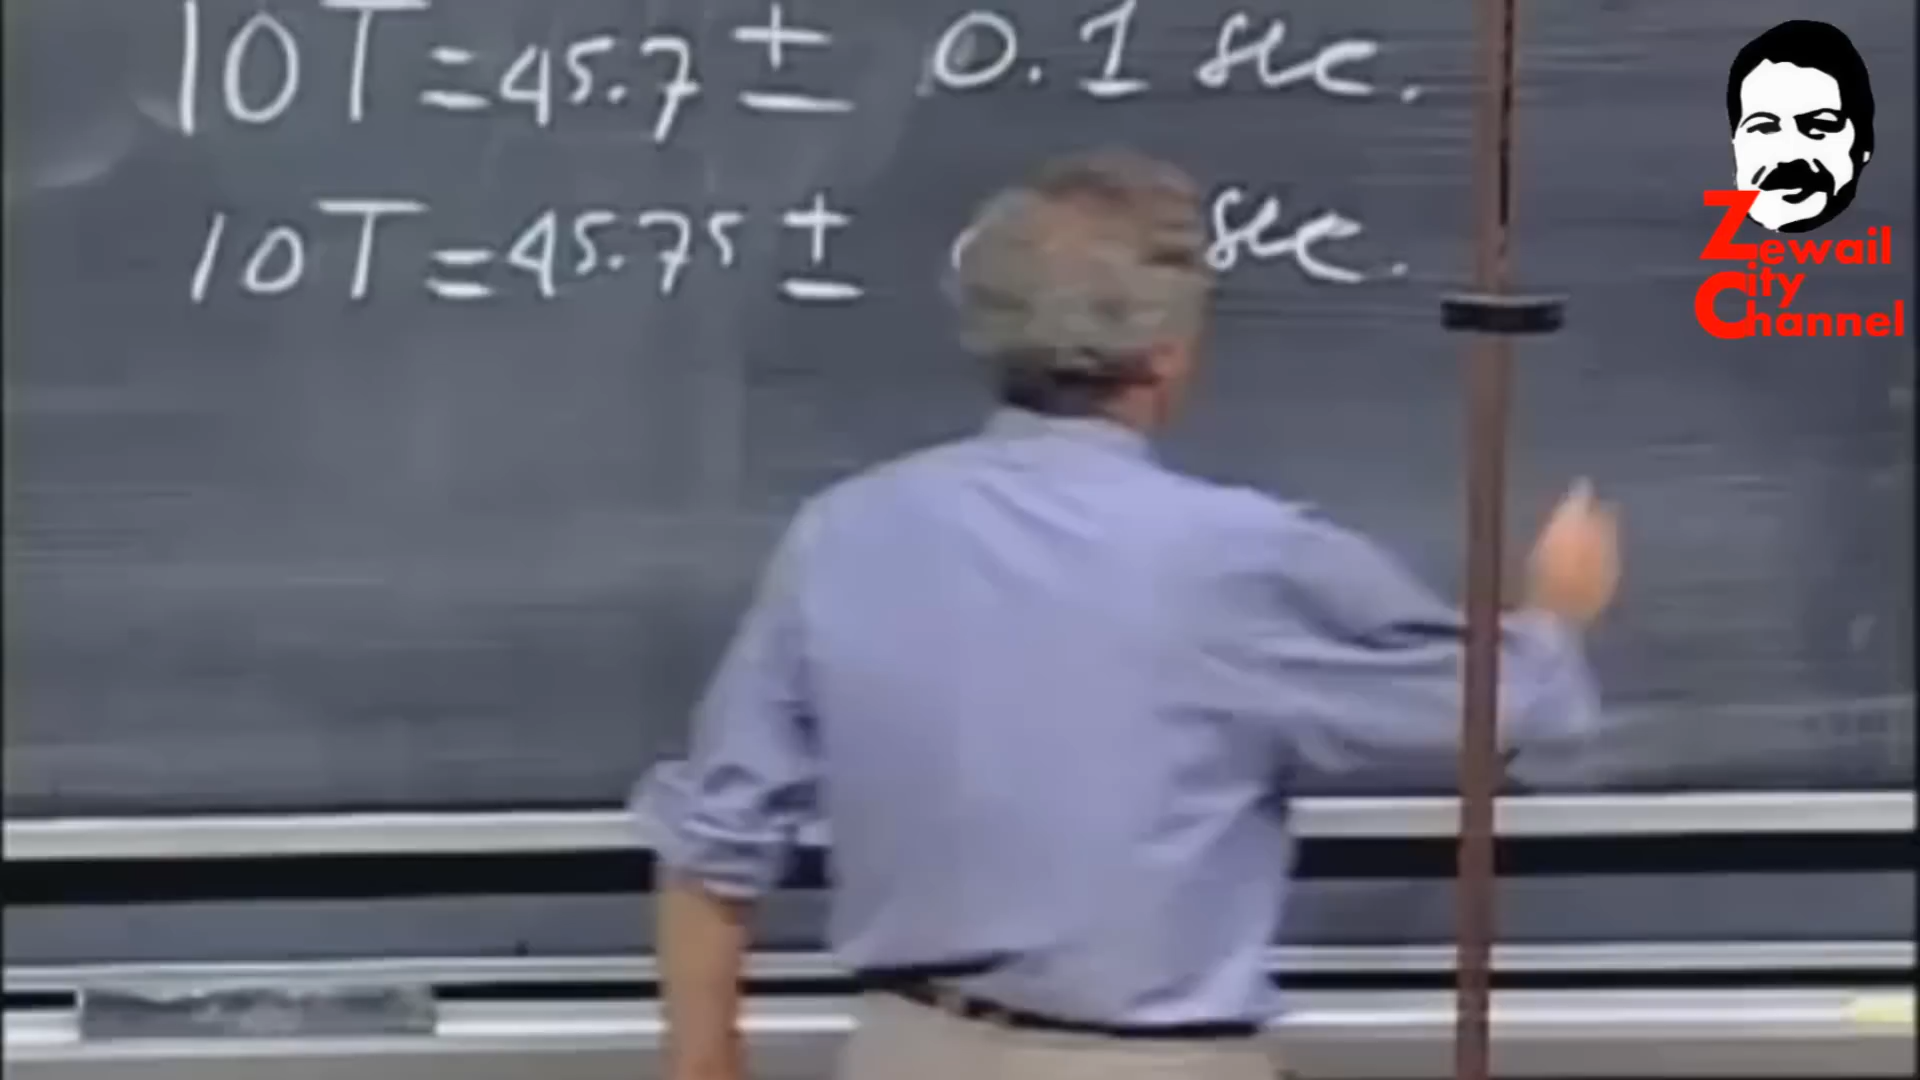 10T = 45.7 ± 0.1 sec.
10T = 45.75 ± sec.
Zewail
City
Channel